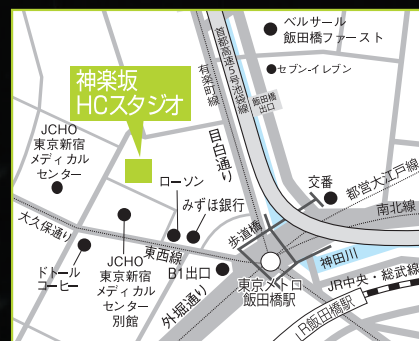 ベルサール
飯田橋ファースト
セブン-イレブン
首都高速5号池袋線
飯田橋
出口
有楽町線
目白通り
神楽坂
HCスタジオ
JCHO
東京新宿
メディカル
センター
ローソン
みずほ銀行
交番
都営大江戸線
南北線
歩道橋
大久保通り
東西線
神田川
ドトール
コーヒー
JCHO
東京新宿
メディカル
センター
別館
B1出口
外堀通り
東京メトロ
飯田橋駅
JR中央・総武線
JR飯田橋駅